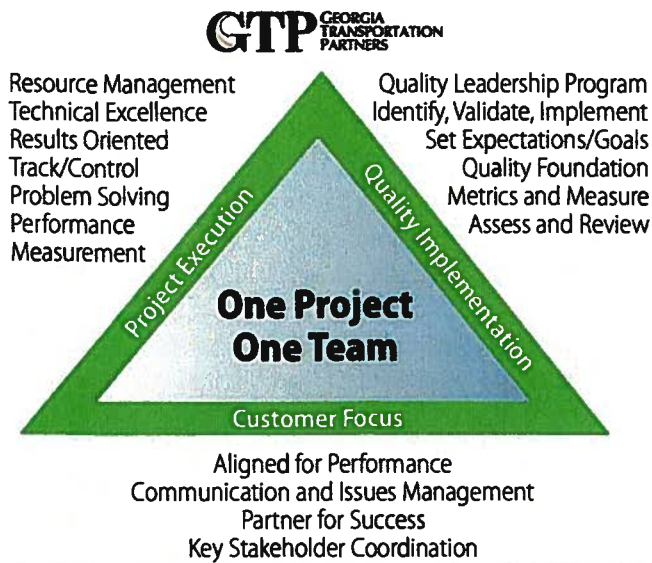 GTP GEORGIA
TRANSPORTATION
PARTNERS
Resource Management
Technical Excellence
Results Oriented
Track/Control
Problem Solving
Performance
Measurement
Quality Leadership Program
Identify, Validate, Implement
Set Expectations/Goals
Quality Foundation
Metrics and Measure
Assess and Review
Project Execution
Quality Implementation
One Project
One Team
Customer Focus
Aligned for Performance
Communication and Issues Management
Partner for Success
Key Stakeholder Coordination